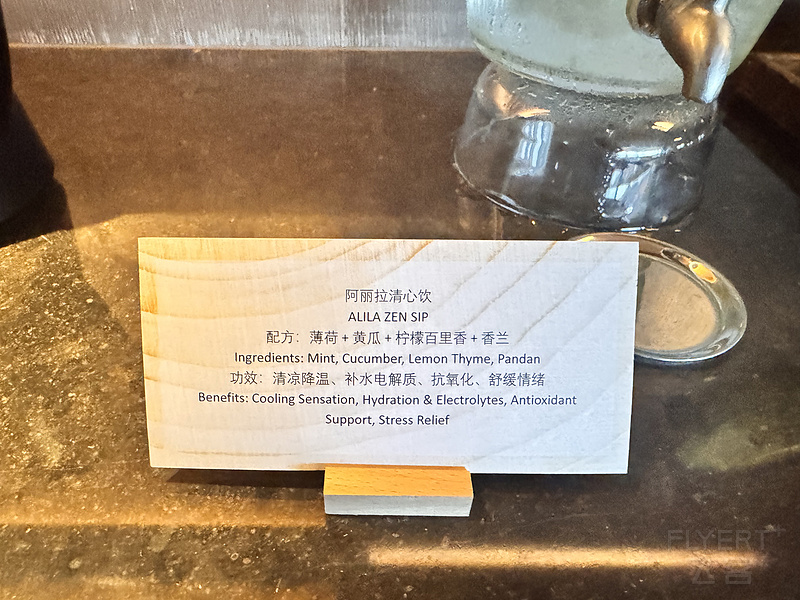 阿丽拉清心饮
ALILA ZEN SIP
配方：薄荷 + 黄瓜 + 柠檬百里香 + 香兰
Ingredients: Mint, Cucumber, Lemon Thyme, Pandan
功效：清凉降温、补水电解质、抗氧化、舒缓情绪
Benefits: Cooling Sensation, Hydration & Electrolytes, Antioxidant
Support, Stress Relief
FLYERT